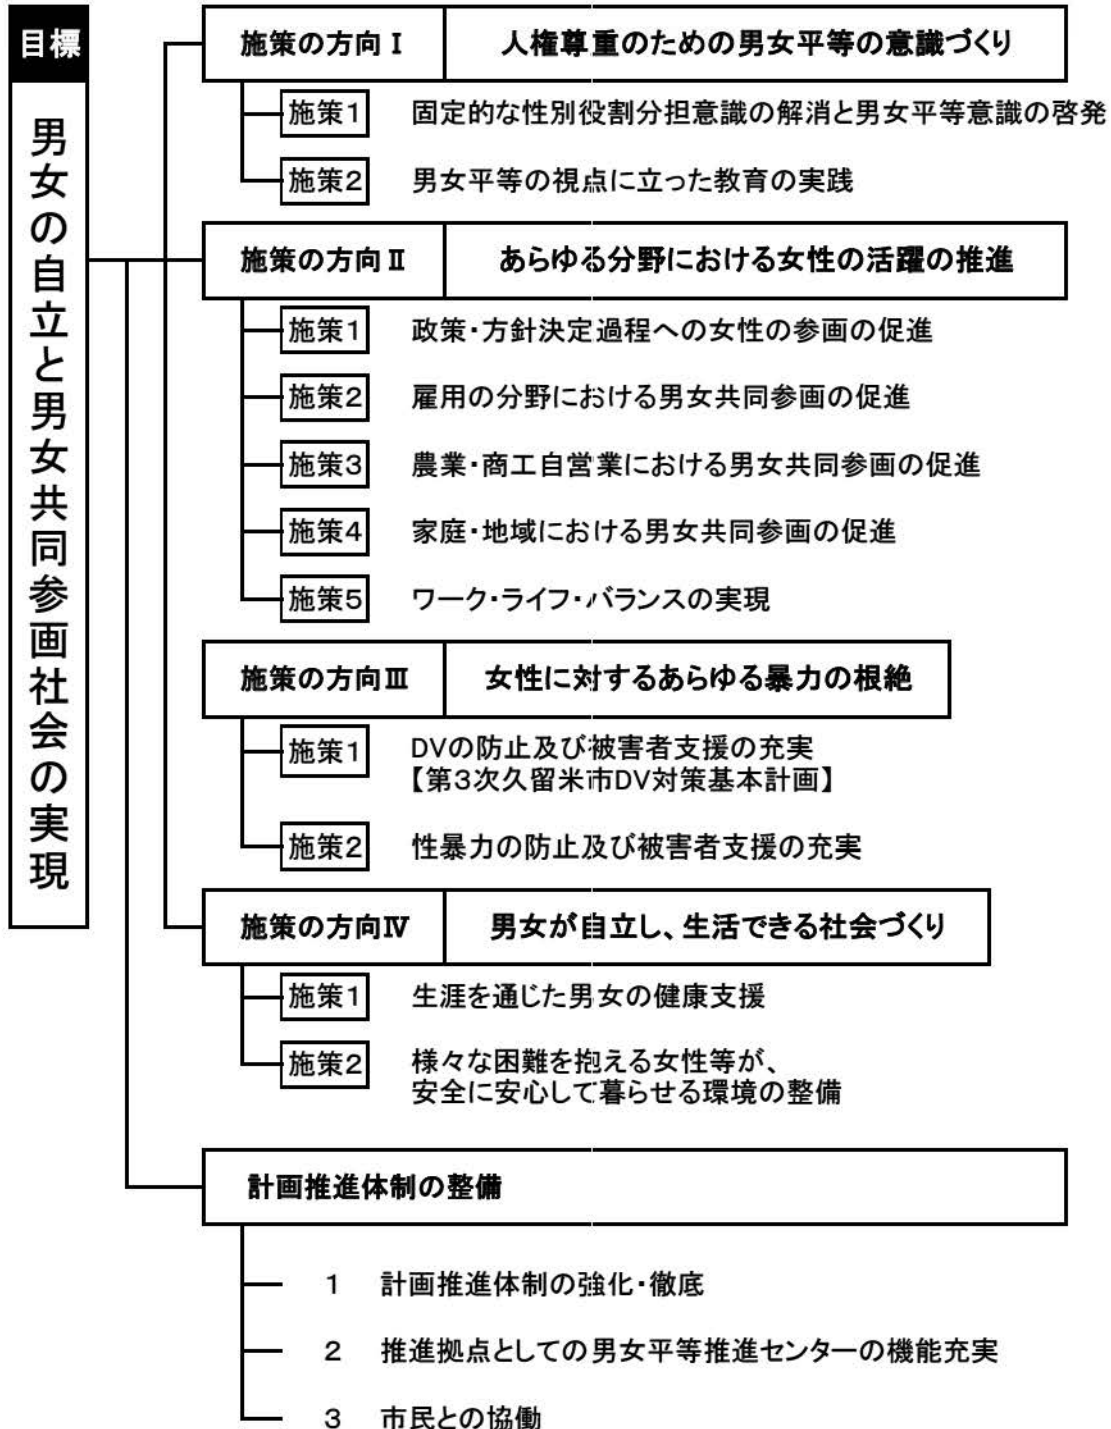 目標
男女の自立と男女共同参画社会の実現
施策の方向Ⅰ 人権尊重のための男女平等の意識づくり
施策1 固定的な性別役割分担意識の解消と男女平等意識の啓発
施策2 男女平等の視点に立った教育の実践
施策の方向Ⅱ あらゆる分野における女性の活躍の推進
施策1 政策・方針決定過程への女性の参画の促進
施策2 雇用の分野における男女共同参画の促進
施策3 農業・商工自営業における男女共同参画の促進
施策4 家庭・地域における男女共同参画の促進
施策5 ワーク・ライフ・バランスの実現
施策の方向Ⅲ 女性に対するあらゆる暴力の根絶
施策1 DVの防止及び被害者支援の充実
【第3次久留米市DV対策基本計画】
施策2 性暴力の防止及び被害者支援の充実
施策の方向Ⅳ 男女が自立し、生活できる社会づくり
施策1 生涯を通じた男女の健康支援
施策2 様々な困難を抱える女性等が、
安全に安心して暮らせる環境の整備
計画推進体制の整備
1 計画推進体制の強化・徹底
2 推進拠点としての男女平等推進センターの機能充実
3 市民との協働